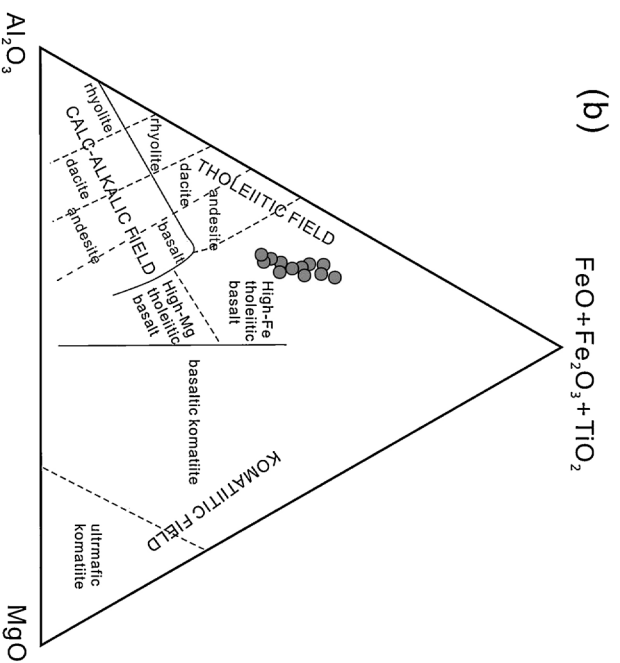 (b)
FeO+Fe₂O₃+TiO₂
Al₂O₃
MgO
THOLEIITIC FIELD
CALC-ALKALIC FIELD
KOMATIITIC FIELD
rhyolite
dacite
andesite
rhyolite
dacite
andesite
basalt
High-Fe
tholeiitic
basalt
High-Mg
tholeiitic
basalt
basaltic komatiite
ultrmafic
komatiite